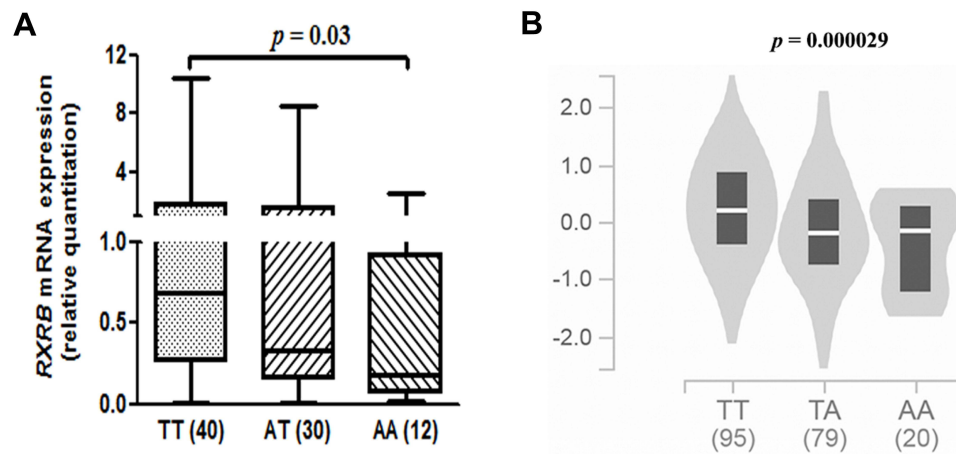 A
p = 0.03
RXRB mRNA expression
(relative quantitation)
12
8
4
1.0
0.5
0.0
TT (40)
AT (30)
AA (12)
B
p = 0.000029
2.0
1.0
0.0
-1.0
-2.0
TT
TA
AA
(95)
(79)
(20)